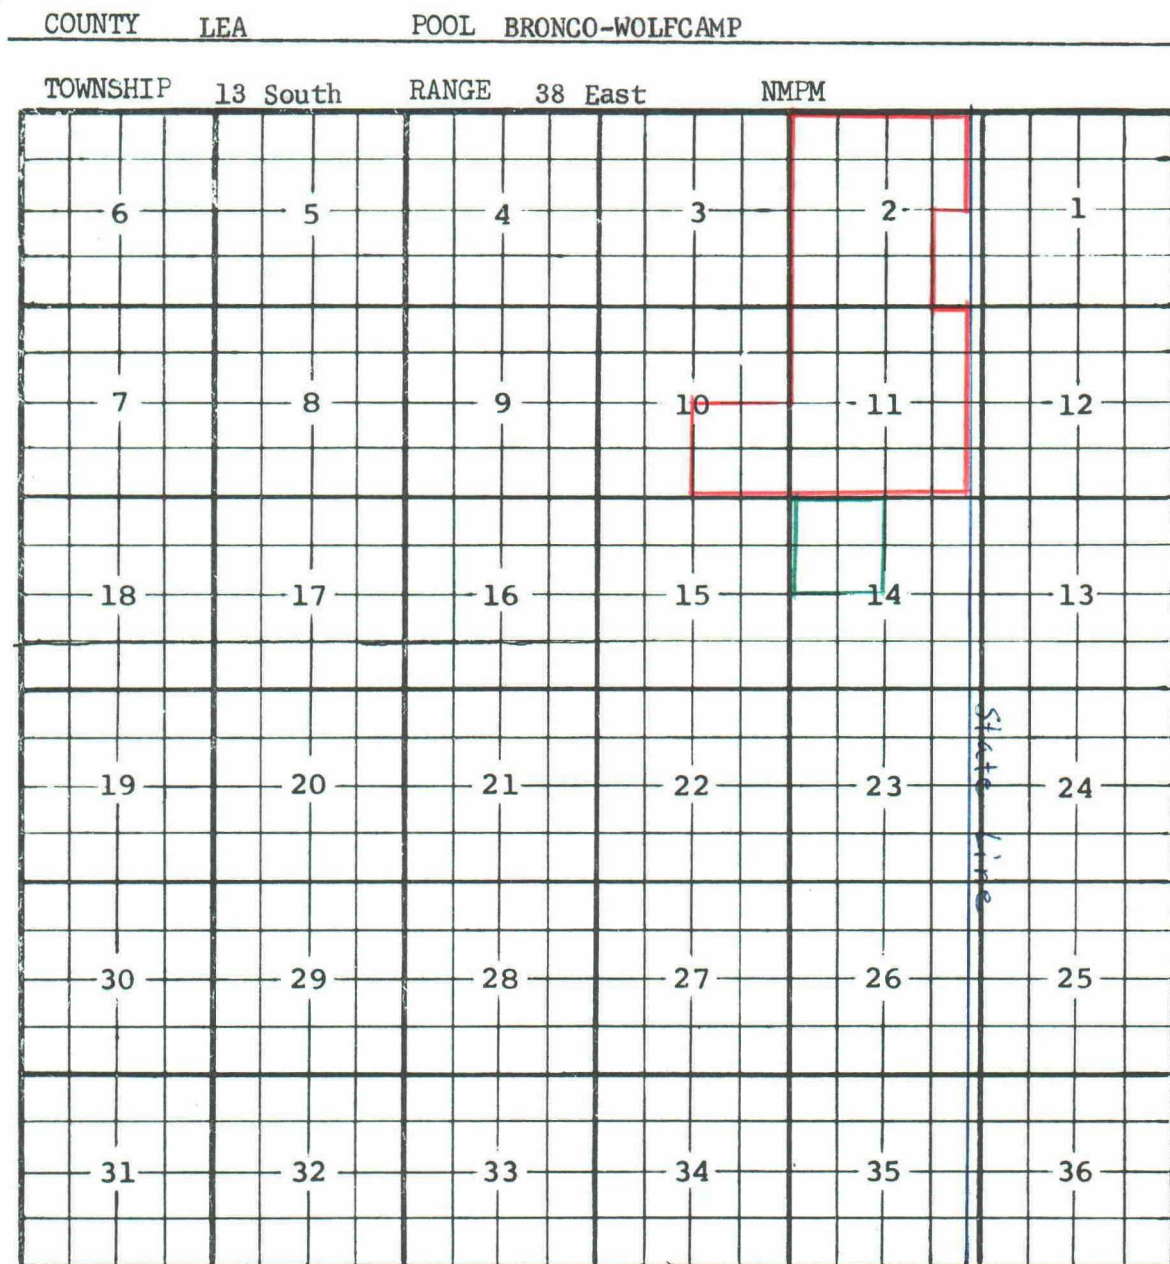 COUNTY LEA POOL BRONCO-WOLFCAMP
TOWNSHIP 13 South RANGE 38 East NMPM
6 5 4 3 2 1
7 8 9 10 11 12
18 17 16 15 14 13
State Line
19 20 21 22 23 24
30 29 28 27 26 25
31 32 33 34 35 36